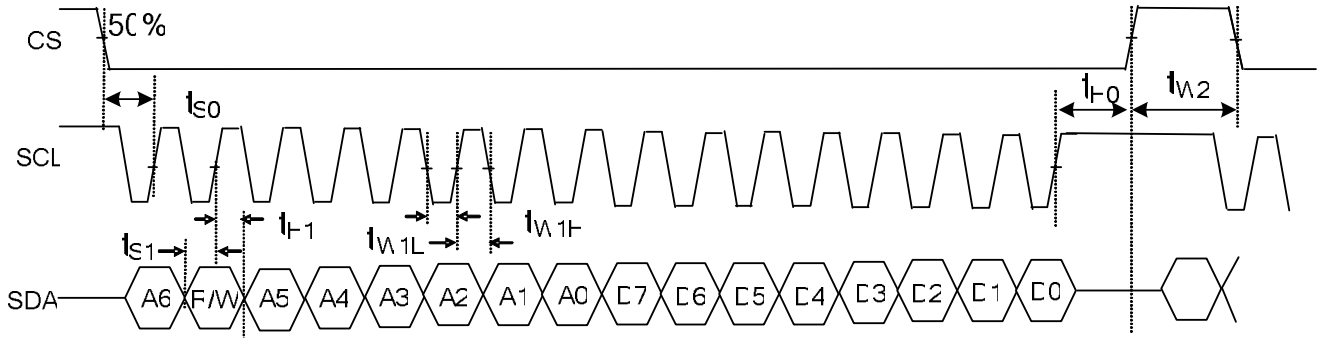 CS
50%
tS0
tH0
tW2
SCL
tS1
tH1
tW1L
tW1H
SDA
A6 R/W A5 A4 A3 A2 A1 A0 D7 D6 D5 D4 D3 D2 D1 D0